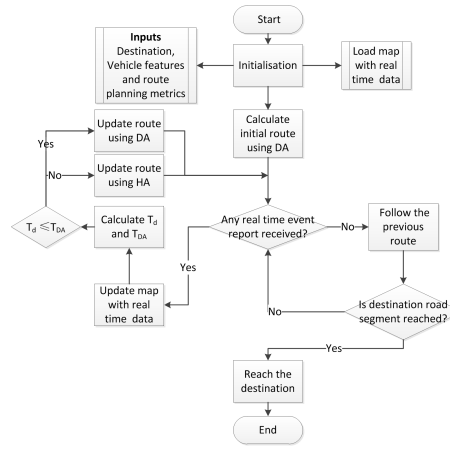 Start
Inputs
Destination,
Vehicle features
and route
planning metrics
Initialisation
Load map
with real
time data
Calculate
initial route
using DA
Update route
using DA
Yes
Update route
using HA
No
T_d ≤T_DA
Calculate T_d
and T_DA
Any real time event
report received?
No
Follow the
previous
route
Yes
Update map
with real
time data
Is destination road
segment reached?
No
Yes
Reach the
destination
End